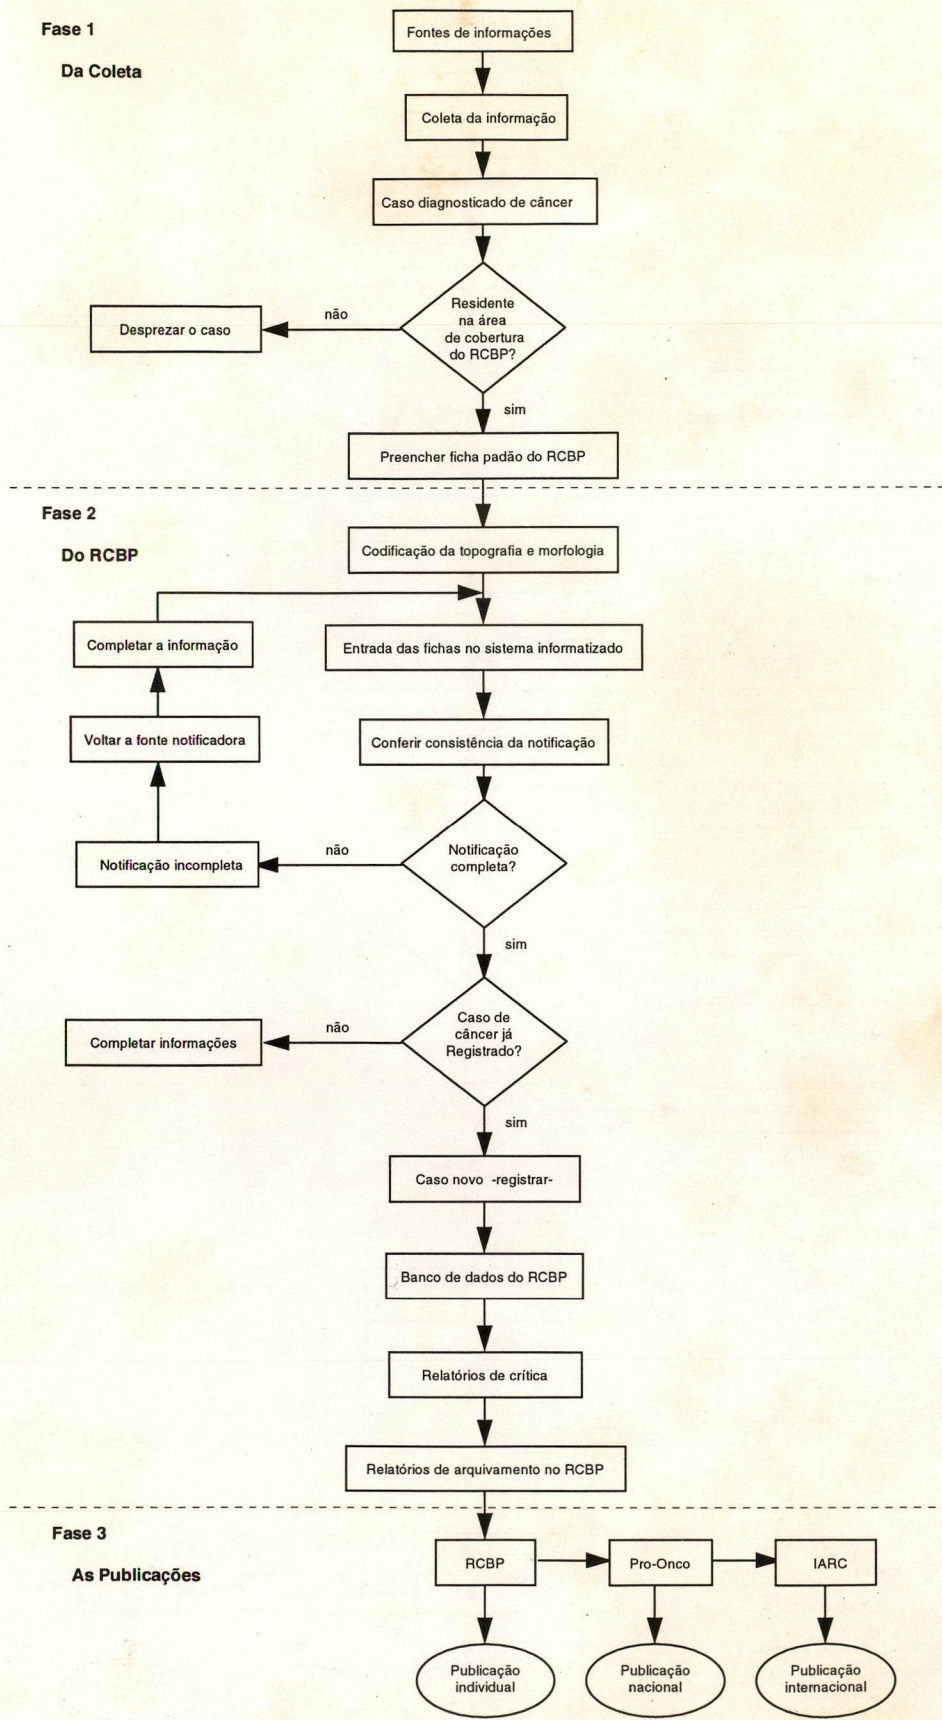 Fase 1
Da Coleta
Fontes de informações
Coleta da informação
Caso diagnosticado de câncer
Residente
na área
de cobertura
do RCBP?
não
Desprezar o caso
sim
Preencher ficha padão do RCBP
Fase 2
Do RCBP
Codificação da topografia e morfologia
Completar a informação
Entrada das fichas no sistema informatizado
Voltar a fonte notificadora
Conferir consistência da notificação
Notificação
completa?
não
Notificação incompleta
sim
Caso de
câncer já
Registrado?
não
Completar informações
sim
Caso novo -registrar-
Banco de dados do RCBP
Relatórios de crítica
Relatórios de arquivamento no RCBP
Fase 3
As Publicações
RCBP
Pro-Onco
IARC
Publicação
individual
Publicação
nacional
Publicação
internacional